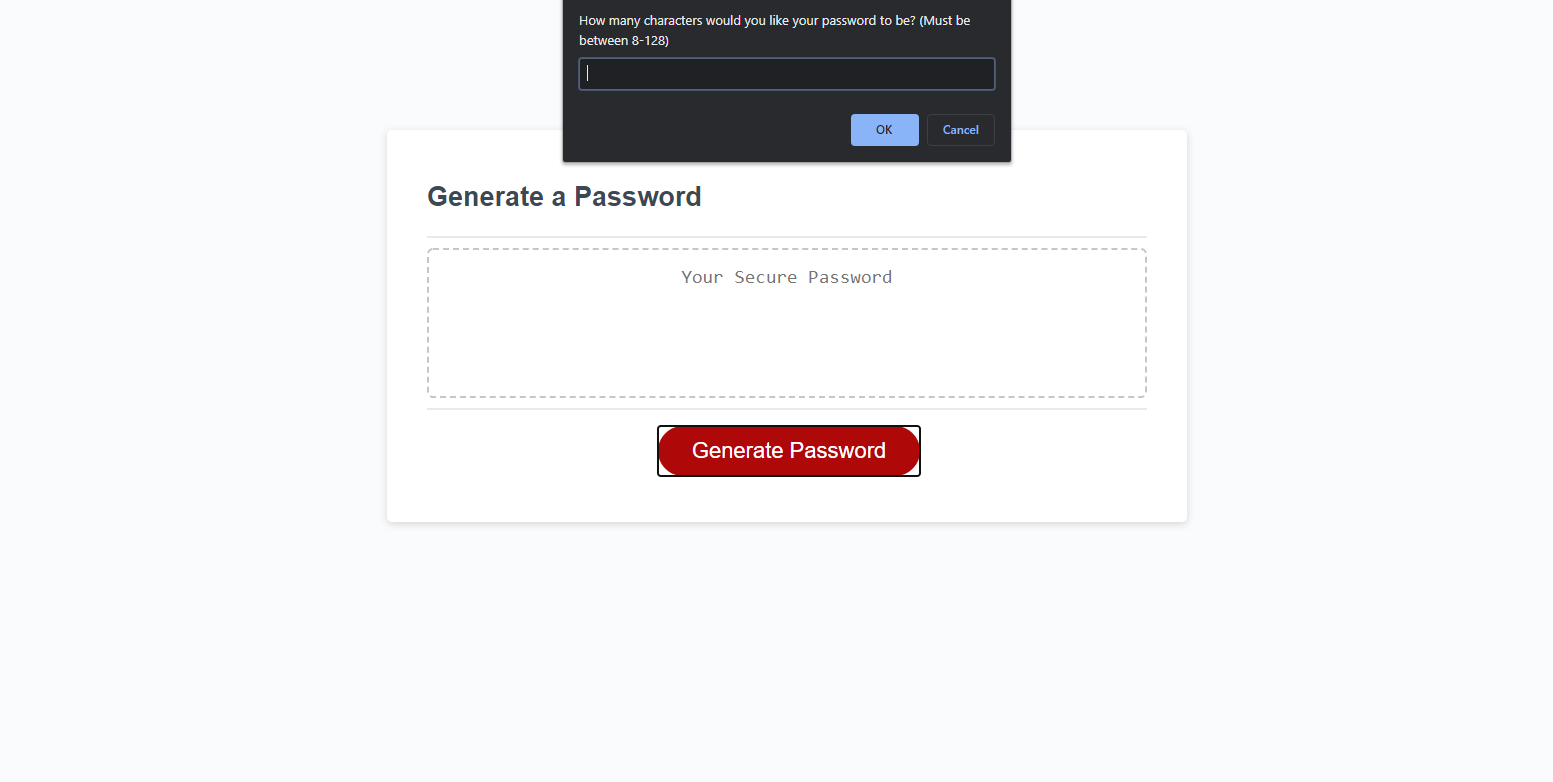 How many characters would you like your password to be? (Must be
between 8-128)
OK
Cancel
Generate a Password
Your Secure Password
Generate Password